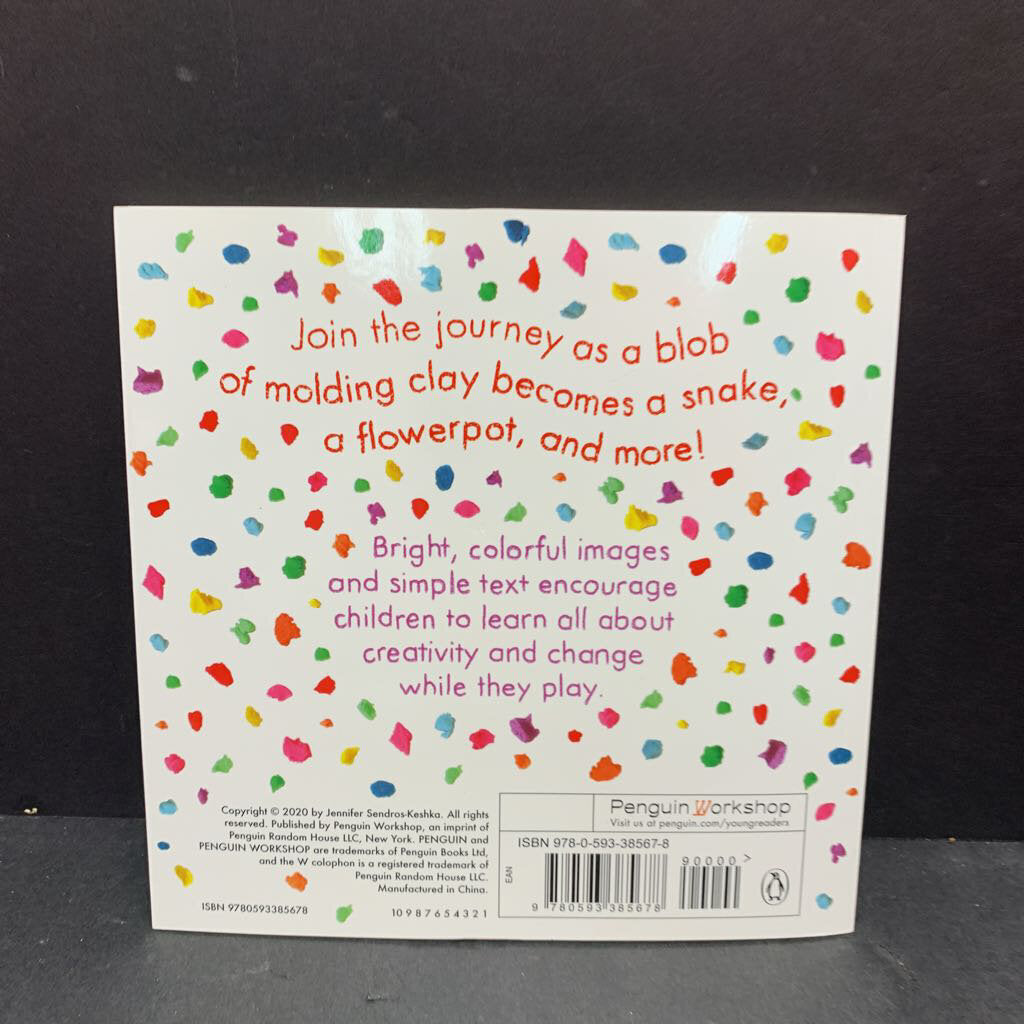 Join the journey as a blob
of molding clay becomes a snake,
a flowerpot, and more!
Bright, colorful images
and simple text encourage
children to learn all about
creativity and change
while they play.
Copyright © 2020 by Jennifer Sendros-Keshka. All rights
reserved. Published by Penguin Workshop, an imprint of
Penguin Random House LLC, New York. PENGUIN and
PENGUIN WORKSHOP are trademarks of Penguin Books Ltd,
and the W colophon is a registered trademark of
Penguin Random House LLC.
Manufactured in China.
ISBN 9780593385678
10 9 8 7 6 5 4 3 2 1
Penguin Workshop
Visit us at penguin.com/youngreaders
ISBN 978-0-593-38567-8
90000 >
EAN
9 780593 385678